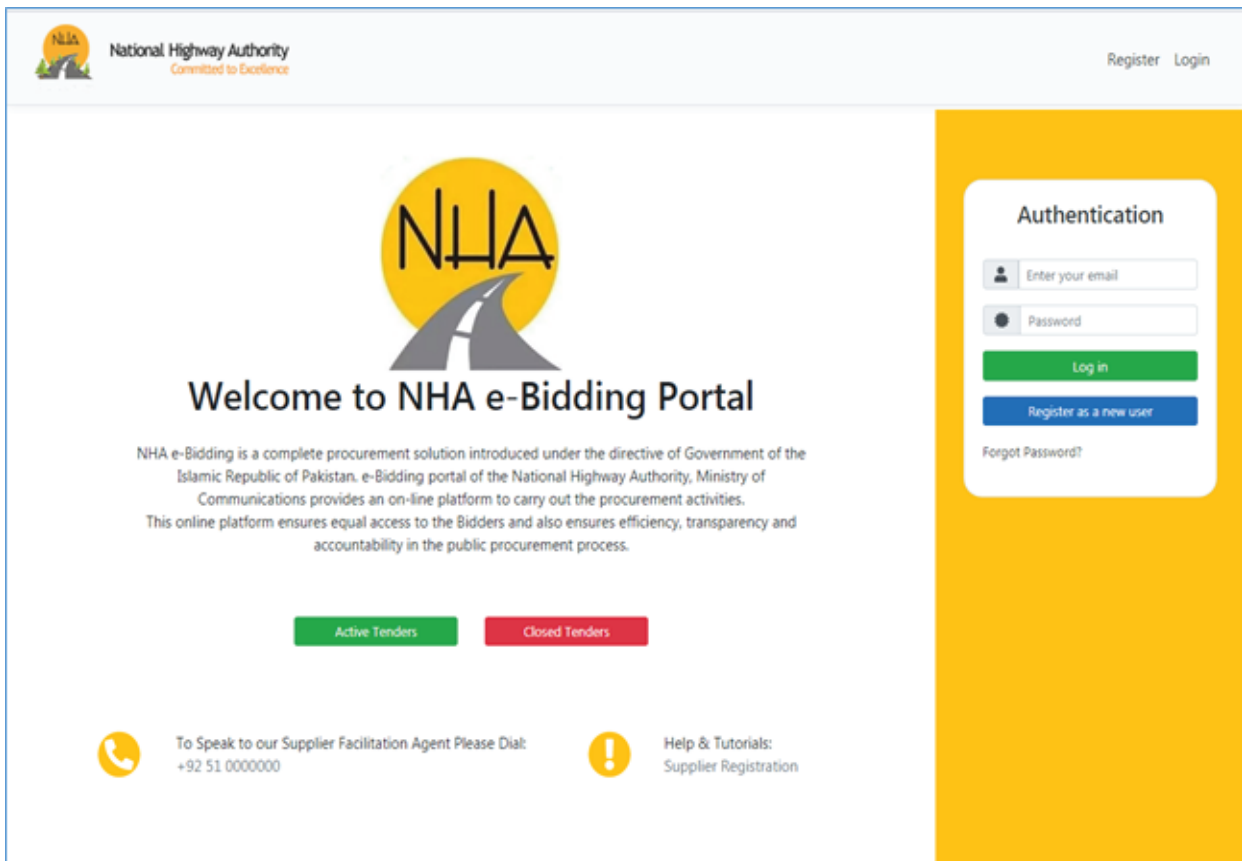 NHA
National Highway Authority
Committed to Excellence
Register Login
NHA
Welcome to NHA e-Bidding Portal
NHA e-Bidding is a complete procurement solution introduced under the directive of Government of the
Islamic Republic of Pakistan. e-Bidding portal of the National Highway Authority, Ministry of
Communications provides an on-line platform to carry out the procurement activities.
This online platform ensures equal access to the Bidders and also ensures efficiency, transparency and
accountability in the public procurement process.
Active Tenders
Closed Tenders
To Speak to our Supplier Facilitation Agent Please Dial:
+92 51 0000000
Help & Tutorials:
Supplier Registration
Authentication
Enter your email
Password
Log in
Register as a new user
Forgot Password?